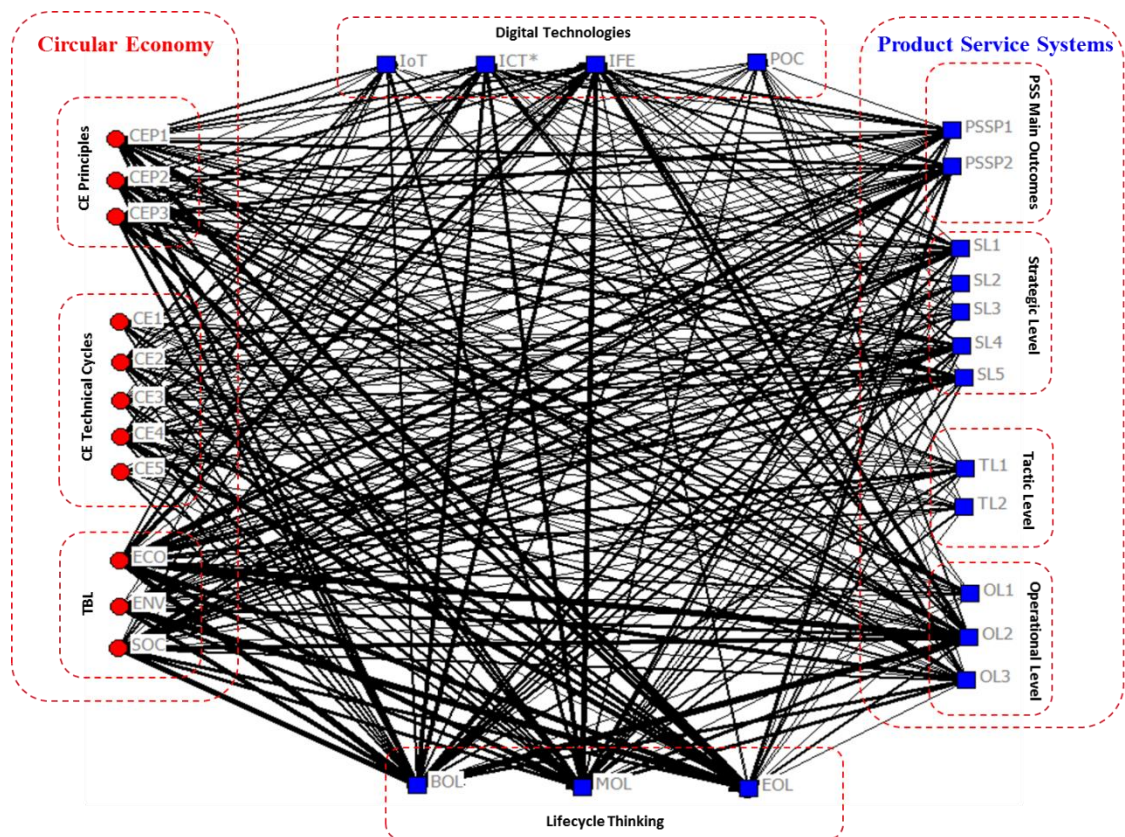 Circular Economy
Digital Technologies
Product Service Systems
IoT
ICT*
IFE
POC
CE Principles
CEP1
CEP2
CEP3
CE Technical Cycles
CE1
CE2
CE3
CE4
CE5
TBL
ECO
ENV
SOC
PSS Main Outcomes
PSSP1
PSSP2
Strategic Level
SL1
SL2
SL3
SL4
SL5
Tactic Level
TL1
TL2
Operational Level
OL1
OL2
OL3
BOL
MOL
EOL
Lifecycle Thinking